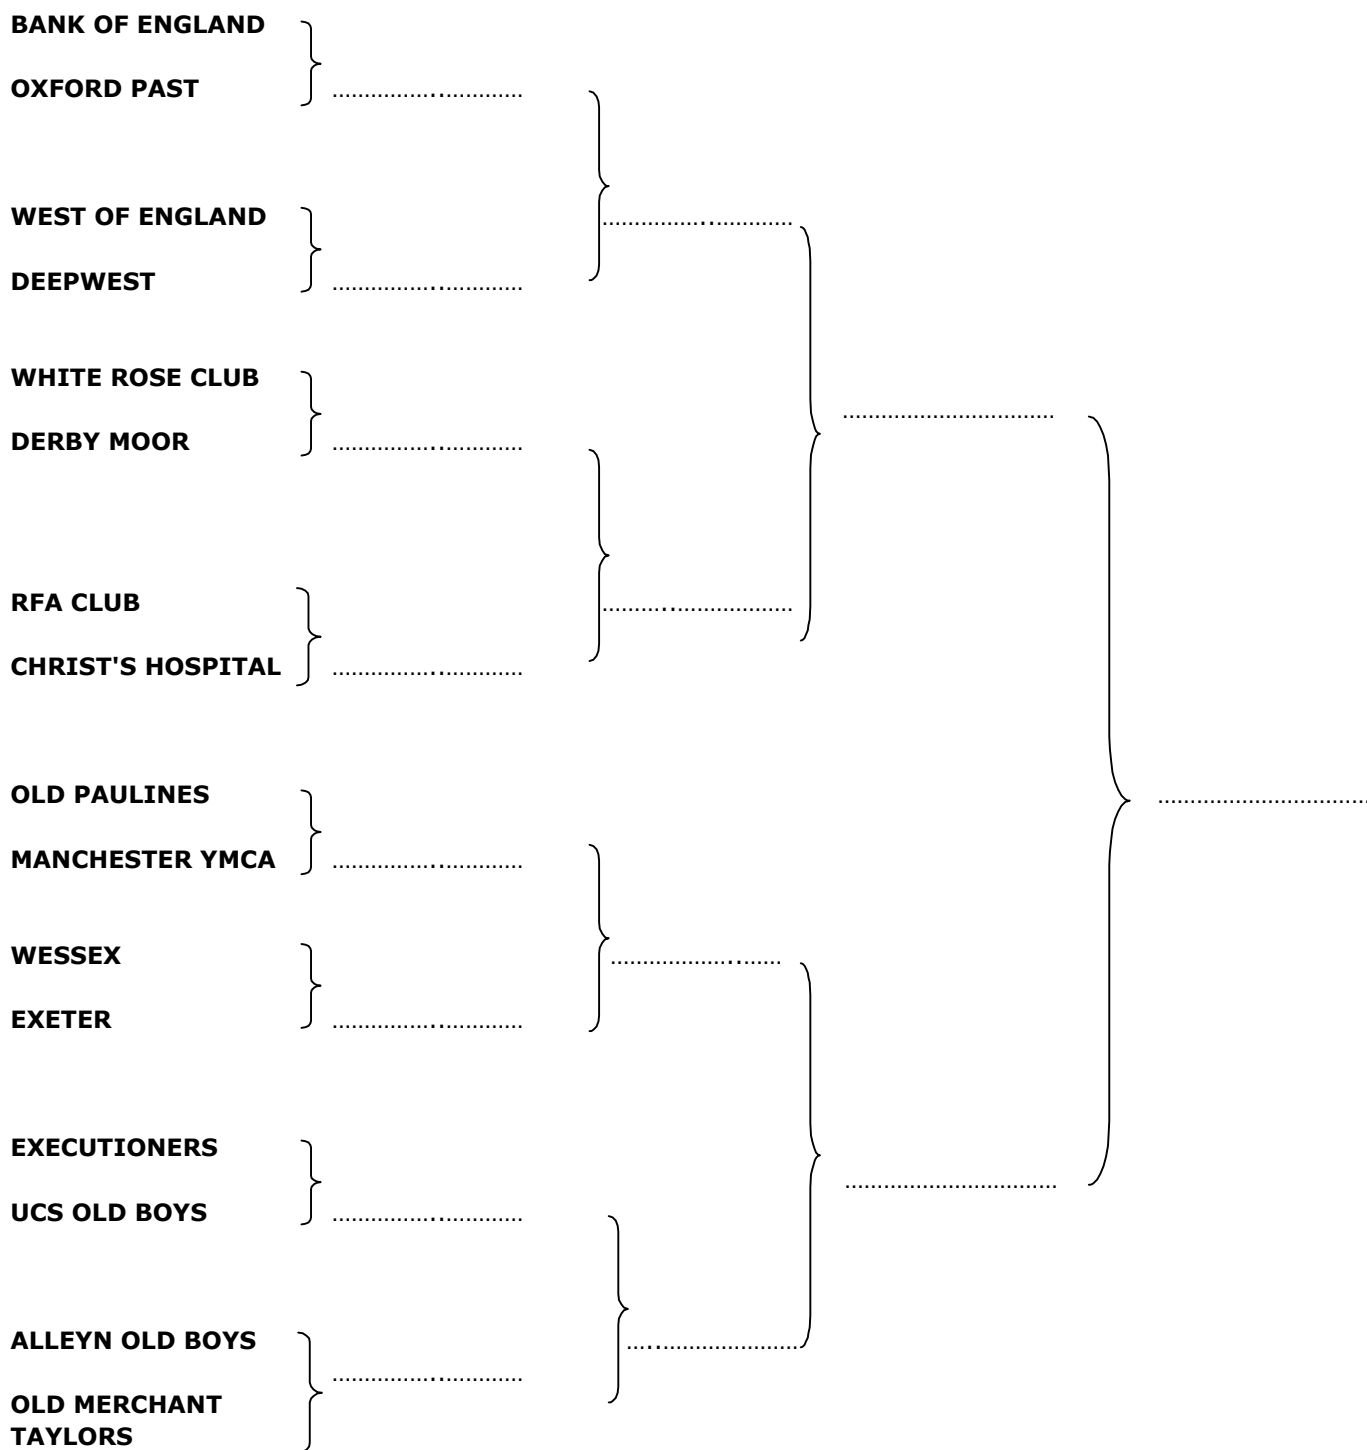 BANK OF ENGLAND
OXFORD PAST
................................
WEST OF ENGLAND
................................
DEEPWEST
................................
WHITE ROSE CLUB
.................................
DERBY MOOR
................................
RFA CLUB
................................
CHRIST'S HOSPITAL
................................
OLD PAULINES
.................................
MANCHESTER YMCA
................................
WESSEX
............................
EXETER
................................
EXECUTIONERS
.................................
UCS OLD BOYS
................................
ALLEYN OLD BOYS
............................
................................
OLD MERCHANT
TAYLORS